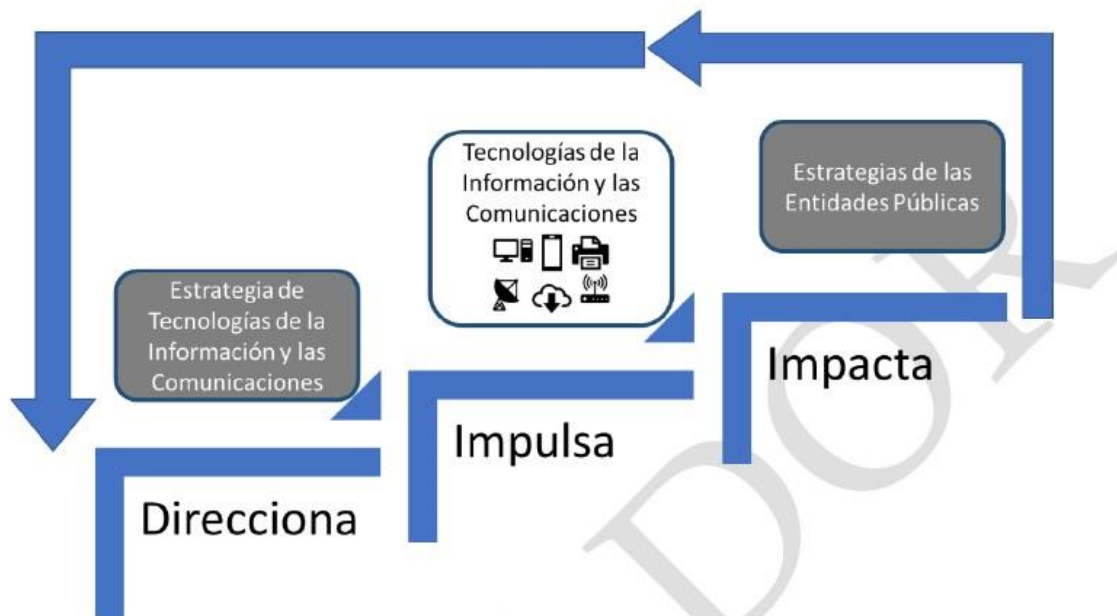 Tecnologías de la
Información y las
Comunicaciones
Estrategias de las
Entidades Públicas
Estrategia de
Tecnologías de la
Información y las
Comunicaciones
Impacta
Impulsa
Direcciona
DOR